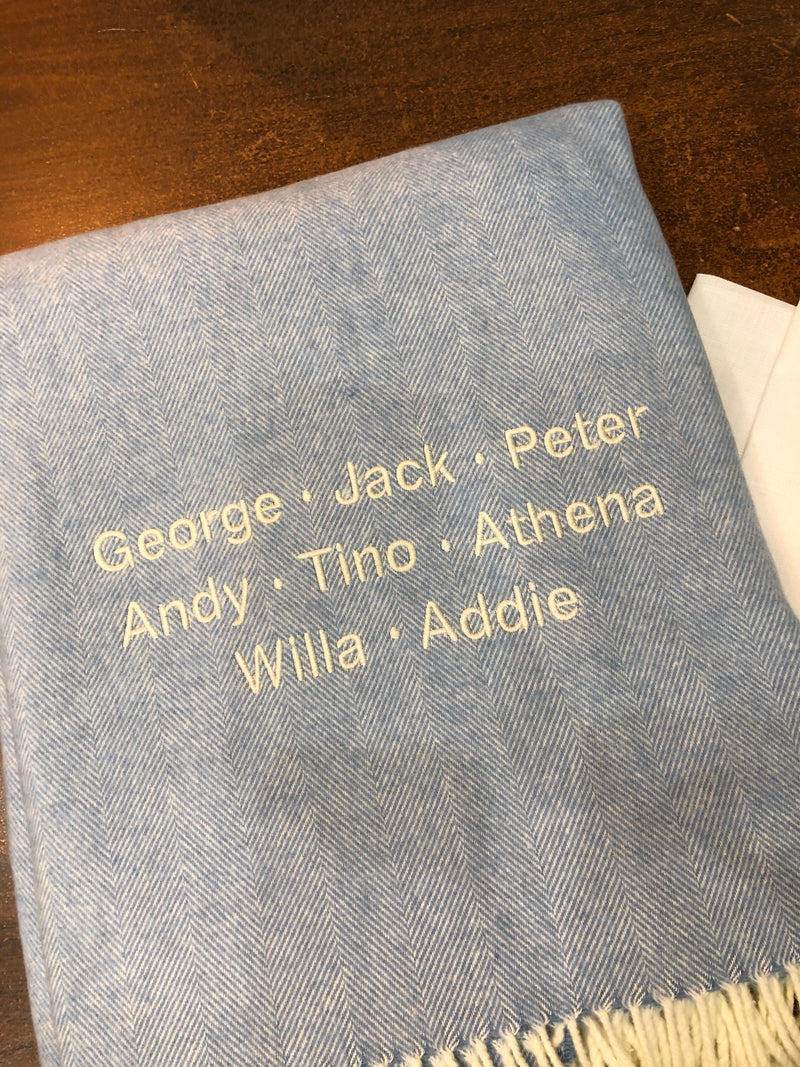 George · Jack · Peter
Andy · Tino · Athena
Willa · Addie